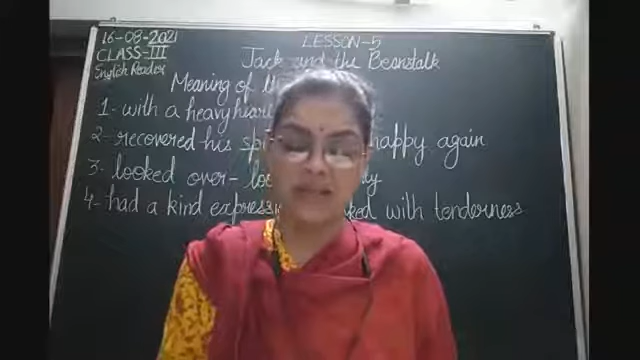 16-08-2021
CLASS-III
English Reader
LESSON-5
Jack and the Beanstalk
Meaning of
1- with a heavy
2- recovered his happy again
3- looked over-
4- had a kind with tenderness